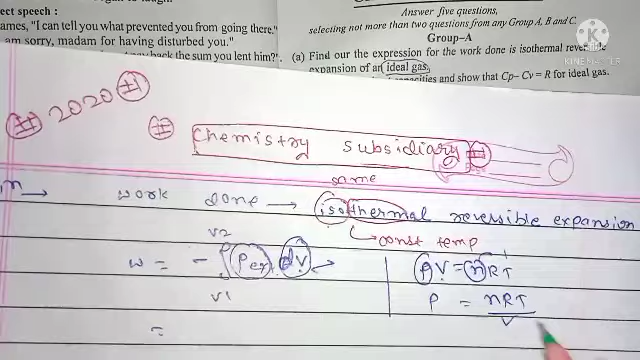 ect speech :
ames, "I can tell you what prevented you from going there."
am sorry, madam for having disturbed you."
back the sum you lent him?"
Answer five questions,
selecting not more than two questions from any Group A, B and C.
Group-A
(a) Find our the expression for the work done is isothermal reversible
expansion of an ideal gas.
and show that Cp– Cv = R for ideal gas.
KINEMASTER
2020
Chemistry subsidiary
same
work done → isothermal reversible expansion
→ const temp
w = - ∫ Pex. dv
v2
v1
PV = nRT
P = nRT
V
=